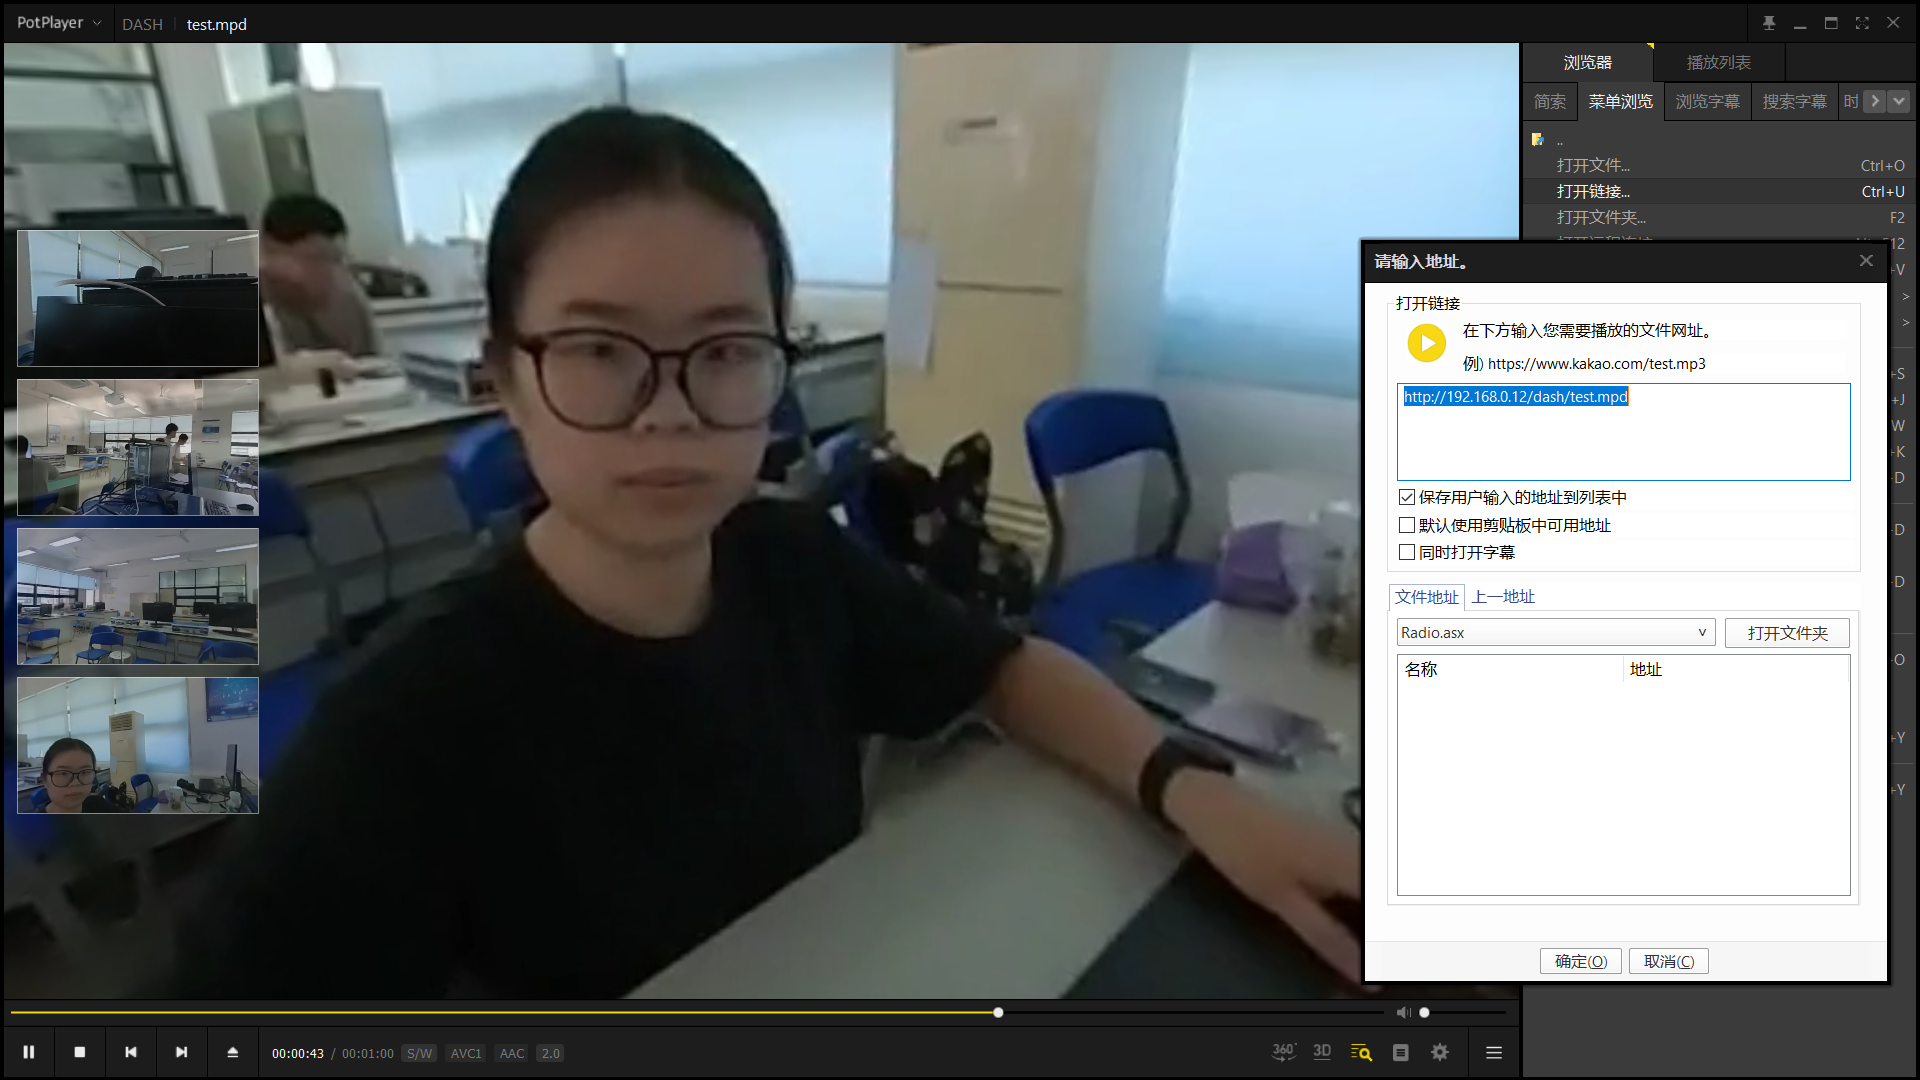 PotPlayer DASH test.mpd
浏览器 播放列表
简索 菜单浏览 浏览字幕 搜索字幕 时
..
打开文件... Ctrl+O
打开链接... Ctrl+U
打开文件夹... F2
请输入地址。
打开链接
在下方输入您需要播放的文件网址。
例) https://www.kakao.com/test.mp3
http://192.168.0.12/dash/test.mpd
保存用户输入的地址到列表中
默认使用剪贴板中可用地址
同时打开字幕
文件地址 上一地址
Radio.asx 打开文件夹
名称 地址
确定(O) 取消(C)
12
+V
>
>
+S
+J
W
+K
-D
-D
-D
-O
+Y
+Y
00:00:43 / 00:01:00 S/W AVC1 AAC 2.0
360° 3D